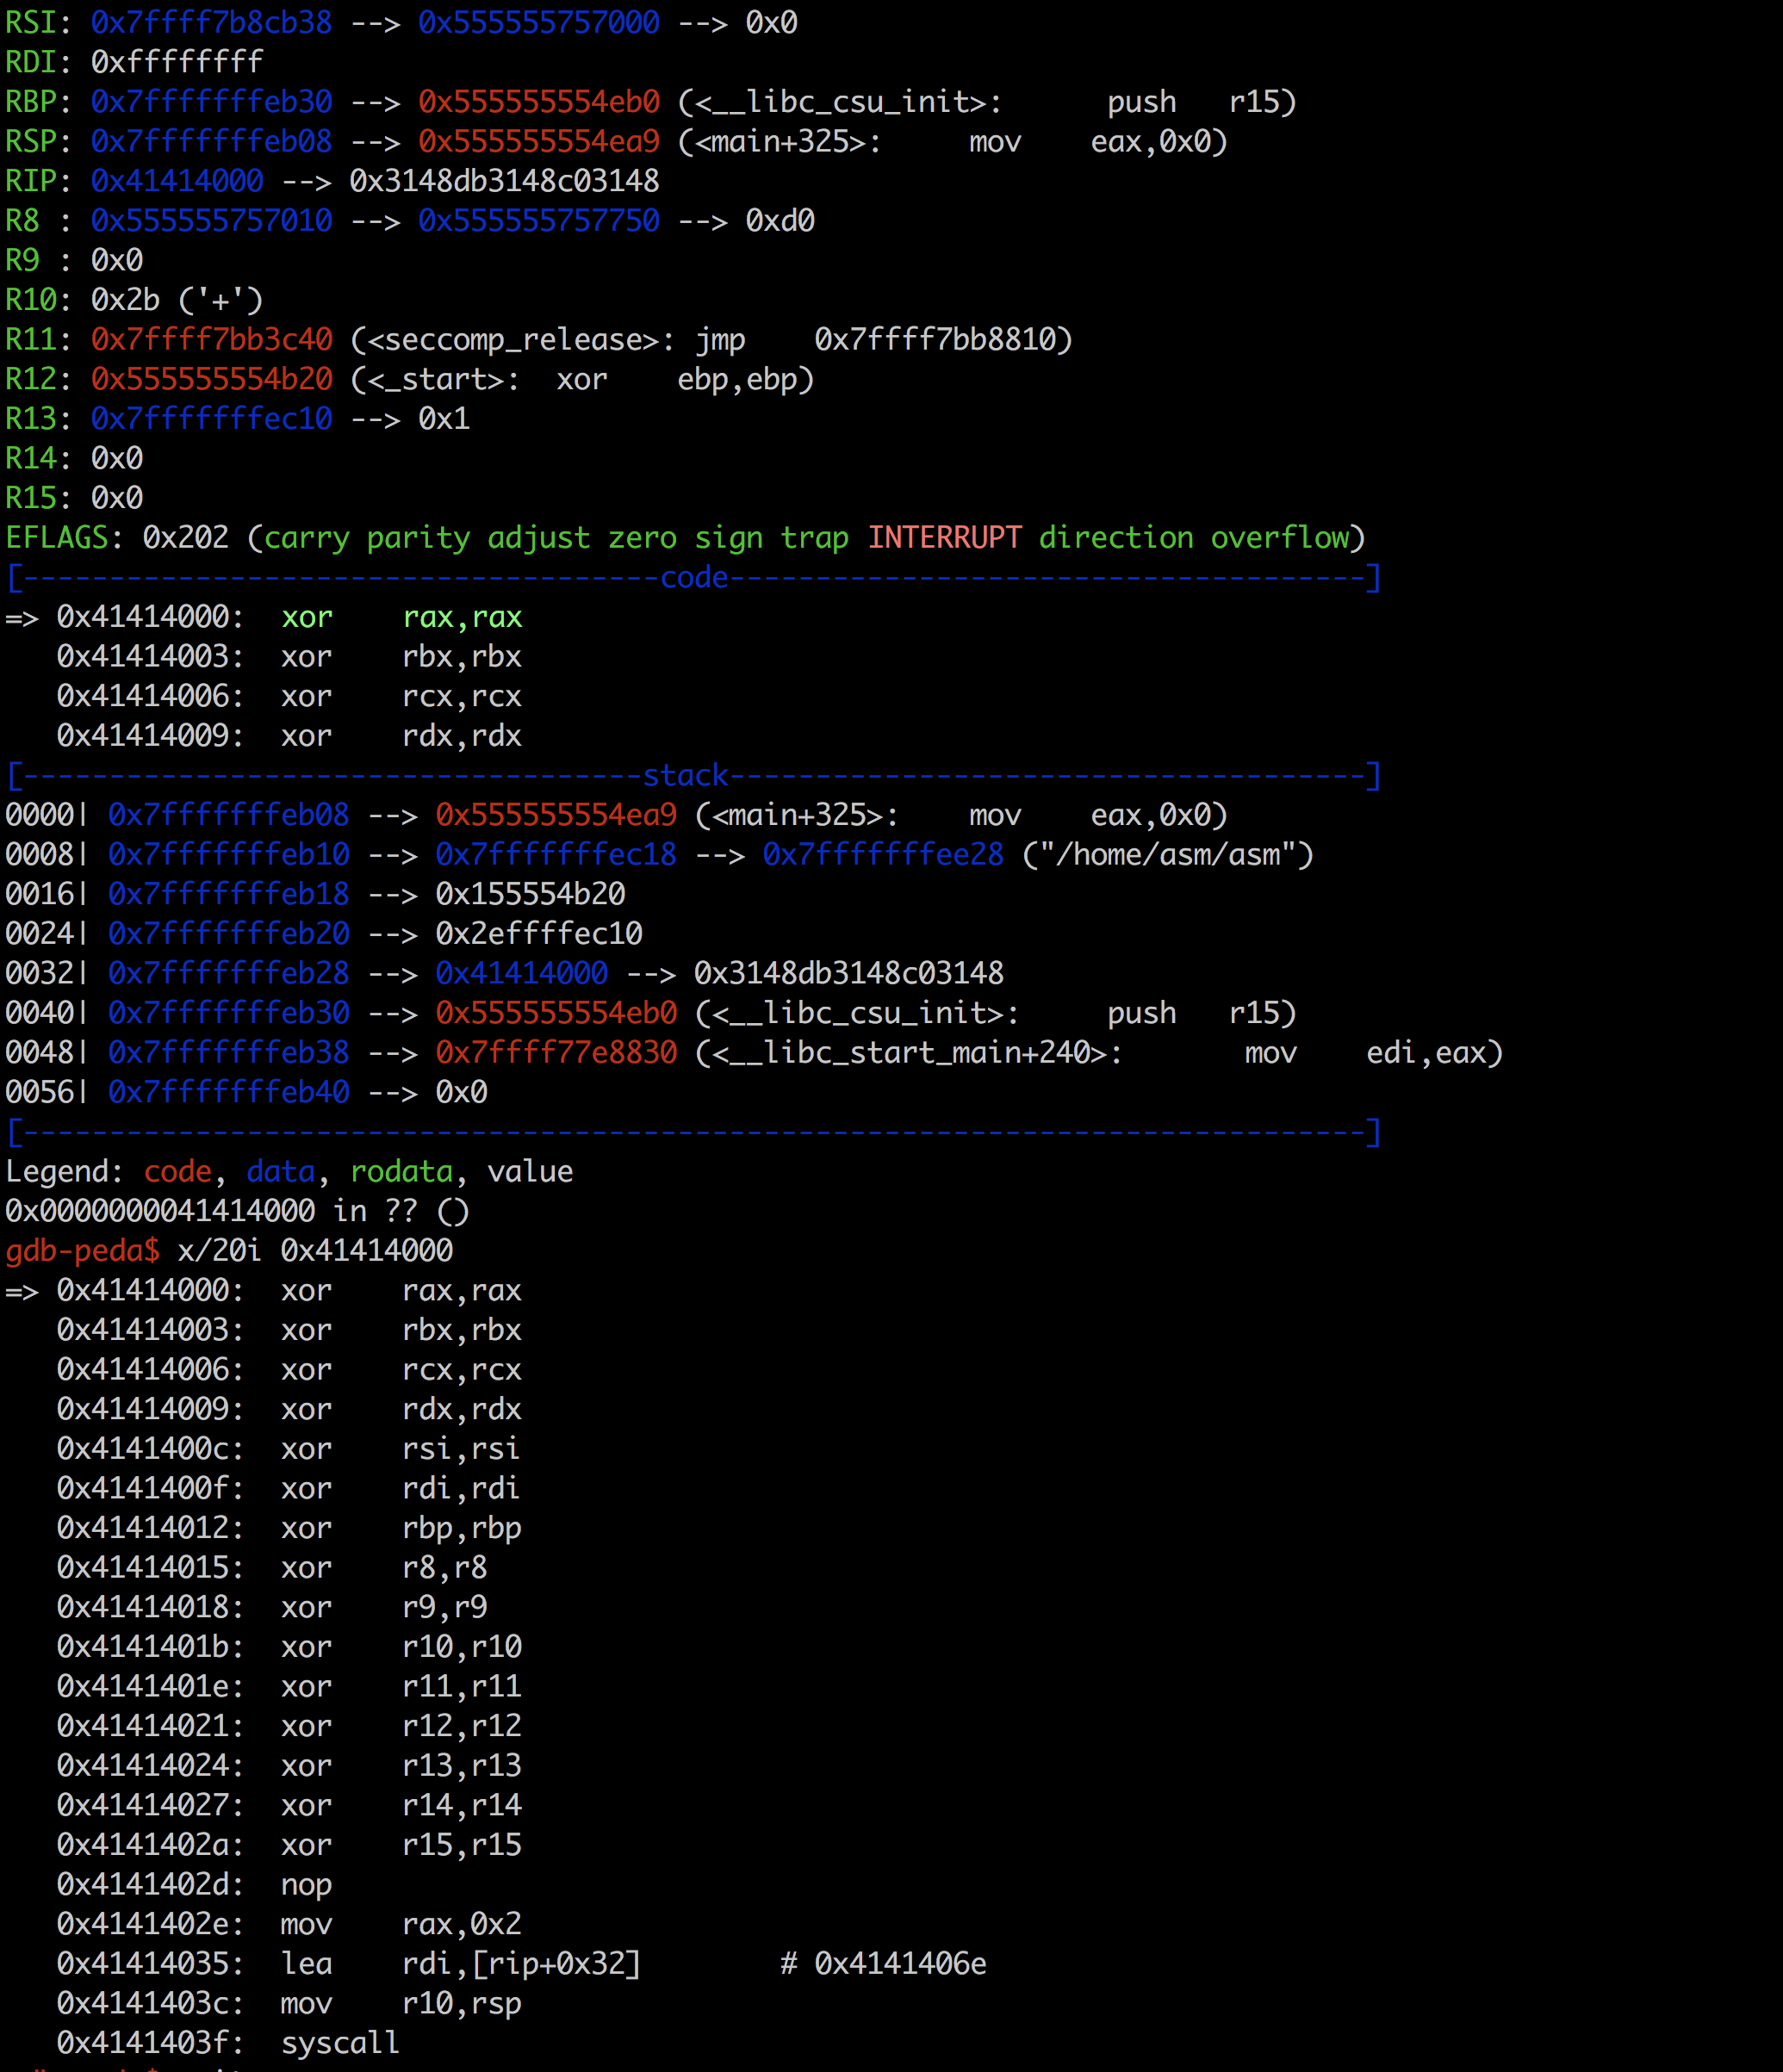 RSI: 0x7ffff7b8cb38 --> 0x555555757000 --> 0x0
RDI: 0xffffffff
RBP: 0x7fffffffeb30 --> 0x555555554eb0 (<__libc_csu_init>: push r15)
RSP: 0x7fffffffeb08 --> 0x555555554ea9 (<main+325>: mov eax,0x0)
RIP: 0x41414000 --> 0x3148db3148c03148
R8 : 0x555555757010 --> 0x555555757750 --> 0xd0
R9 : 0x0
R10: 0x2b ('+')
R11: 0x7ffff7bb3c40 (<seccomp_release>: jmp 0x7ffff7bb8810)
R12: 0x555555554b20 (<_start>: xor ebp,ebp)
R13: 0x7fffffffec10 --> 0x1
R14: 0x0
R15: 0x0
EFLAGS: 0x202 (carry parity adjust zero sign trap INTERRUPT direction overflow)
[-------------------------------------code-------------------------------------]
=> 0x41414000: xor rax,rax
0x41414003: xor rbx,rbx
0x41414006: xor rcx,rcx
0x41414009: xor rdx,rdx
[------------------------------------stack-------------------------------------]
0000| 0x7fffffffeb08 --> 0x555555554ea9 (<main+325>: mov eax,0x0)
0008| 0x7fffffffeb10 --> 0x7fffffffec18 --> 0x7fffffffee28 ("/home/asm/asm")
0016| 0x7fffffffeb18 --> 0x155554b20
0024| 0x7fffffffeb20 --> 0x2effffec10
0032| 0x7fffffffeb28 --> 0x41414000 --> 0x3148db3148c03148
0040| 0x7fffffffeb30 --> 0x555555554eb0 (<__libc_csu_init>: push r15)
0048| 0x7fffffffeb38 --> 0x7ffff77e8830 (<__libc_start_main+240>: mov edi,eax)
0056| 0x7fffffffeb40 --> 0x0
[------------------------------------------------------------------------------]
Legend: code, data, rodata, value
0x0000000041414000 in ?? ()
gdb-peda$ x/20i 0x41414000
=> 0x41414000: xor rax,rax
0x41414003: xor rbx,rbx
0x41414006: xor rcx,rcx
0x41414009: xor rdx,rdx
0x4141400c: xor rsi,rsi
0x4141400f: xor rdi,rdi
0x41414012: xor rbp,rbp
0x41414015: xor r8,r8
0x41414018: xor r9,r9
0x4141401b: xor r10,r10
0x4141401e: xor r11,r11
0x41414021: xor r12,r12
0x41414024: xor r13,r13
0x41414027: xor r14,r14
0x4141402a: xor r15,r15
0x4141402d: nop
0x4141402e: mov rax,0x2
0x41414035: lea rdi,[rip+0x32] # 0x4141406e
0x4141403c: mov r10,rsp
0x4141403f: syscall